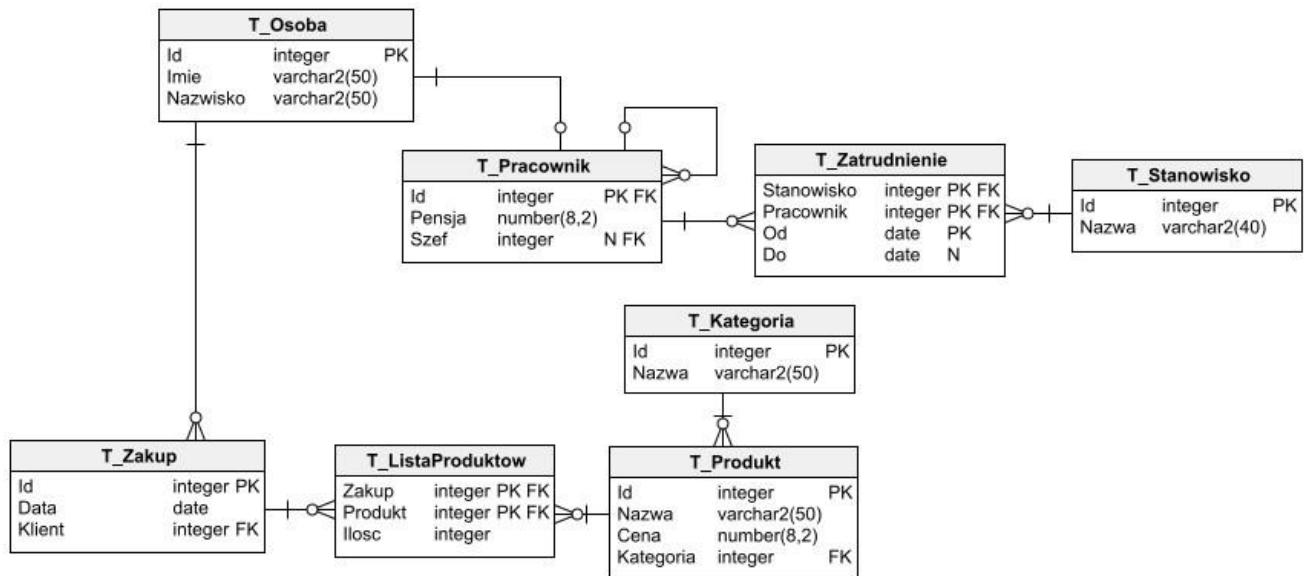 T_Osoba
Id integer PK
Imie varchar2(50)
Nazwisko varchar2(50)
T_Pracownik
Id integer PK FK
Pensja number(8,2)
Szef integer N FK
T_Zatrudnienie
Stanowisko integer PK FK
Pracownik integer PK FK
Od date PK
Do date N
T_Stanowisko
Id integer PK
Nazwa varchar2(40)
T_Kategoria
Id integer PK
Nazwa varchar2(50)
T_Zakup
Id integer PK
Data date
Klient integer FK
T_ListaProduktow
Zakup integer PK FK
Produkt integer PK FK
Ilosc integer
T_Produkt
Id integer PK
Nazwa varchar2(50)
Cena number(8,2)
Kategoria integer FK